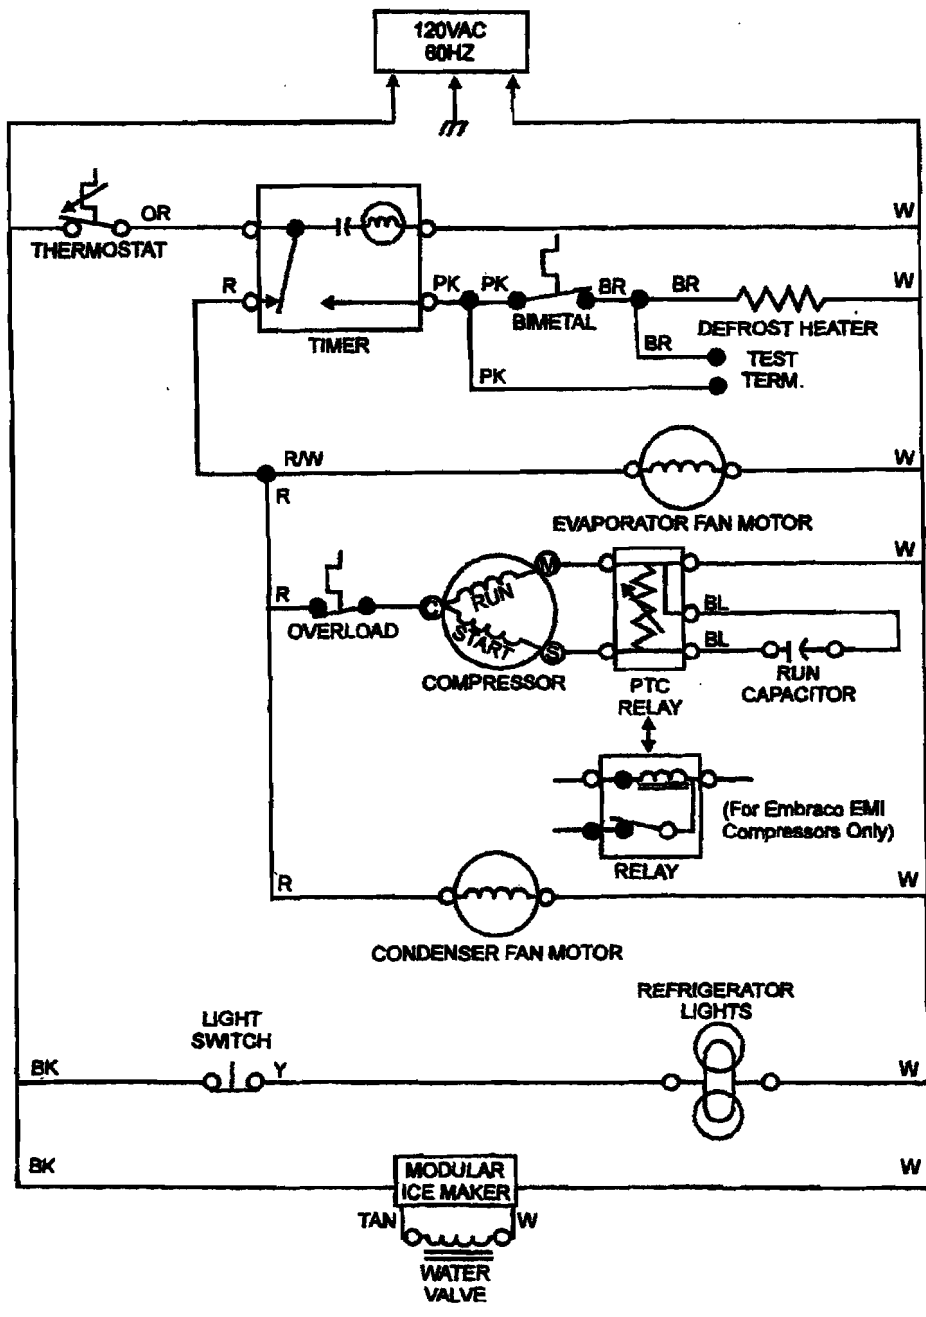 120VAC
60HZ
W
OR
THERMOSTAT
R
PK
PK
BR
BR
W
BIMETAL
DEFROST HEATER
TIMER
BR
TEST
TERM.
PK
R/W
W
R
EVAPORATOR FAN MOTOR
W
M
RUN
R
C
BL
START
OVERLOAD
S
BL
COMPRESSOR
RUN
CAPACITOR
PTC
RELAY
(For Embraco EMI
Compressors Only)
RELAY
R
W
CONDENSER FAN MOTOR
REFRIGERATOR
LIGHTS
LIGHT
SWITCH
BK
Y
W
BK
MODULAR
ICE MAKER
W
TAN
W
WATER
VALVE